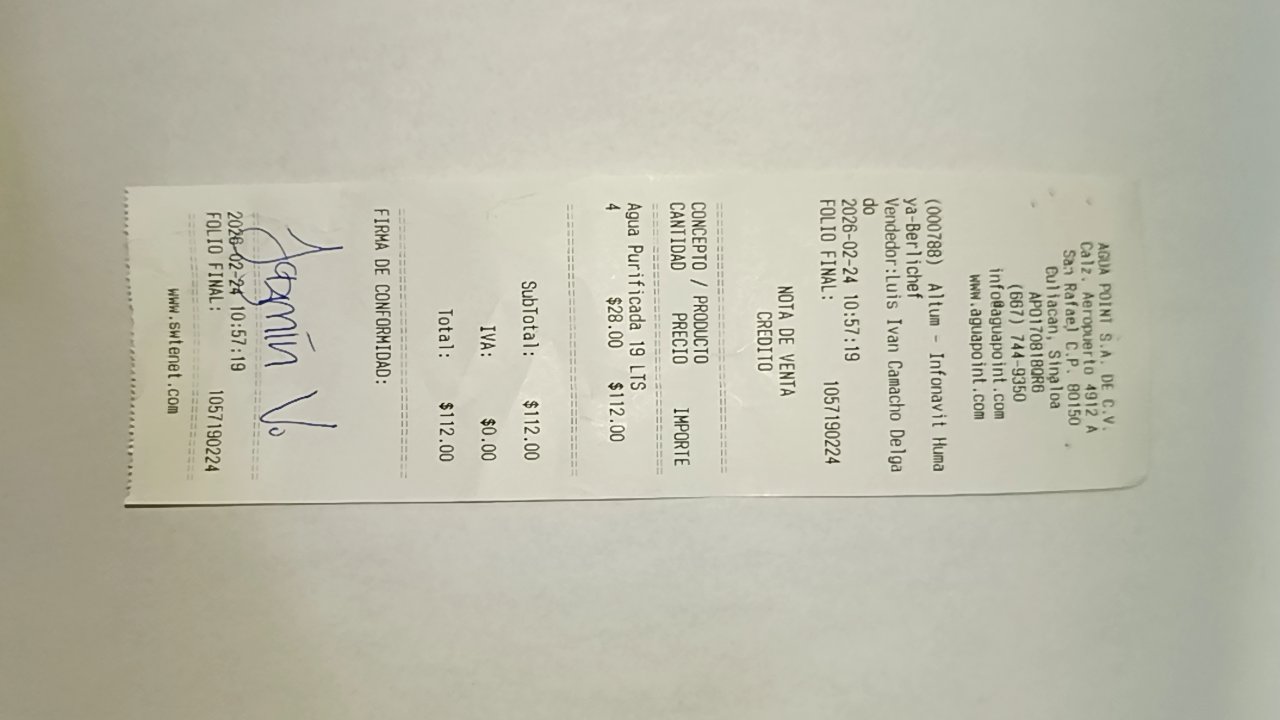 AGUA POINT S.A. DE C.V.
Calz. Aeropuerto 4912 A
San Rafael C.P. 80150
Culiacan, Sinaloa
APO170818QR6
(667) 744-9350
info@aguapoint.com
www.aguapoint.com
(000788) Altum - Infonavit Huma
ya-Berlichef
Vendedor:Luis Ivan Camacho Delga
do
2026-02-24 10:57:19
FOLIO FINAL: 1057190224
NOTA DE VENTA
CREDITO
CONCEPTO / PRODUCTO
CANTIDAD PRECIO IMPORTE
Agua Purificada 19 LTS
4 $28.00 $112.00
SubTotal: $112.00
IVA: $0.00
Total: $112.00
FIRMA DE CONFORMIDAD:
Jasmín V.
2026-02-24 10:57:19
FOLIO FINAL: 1057190224
www.swtenet.com